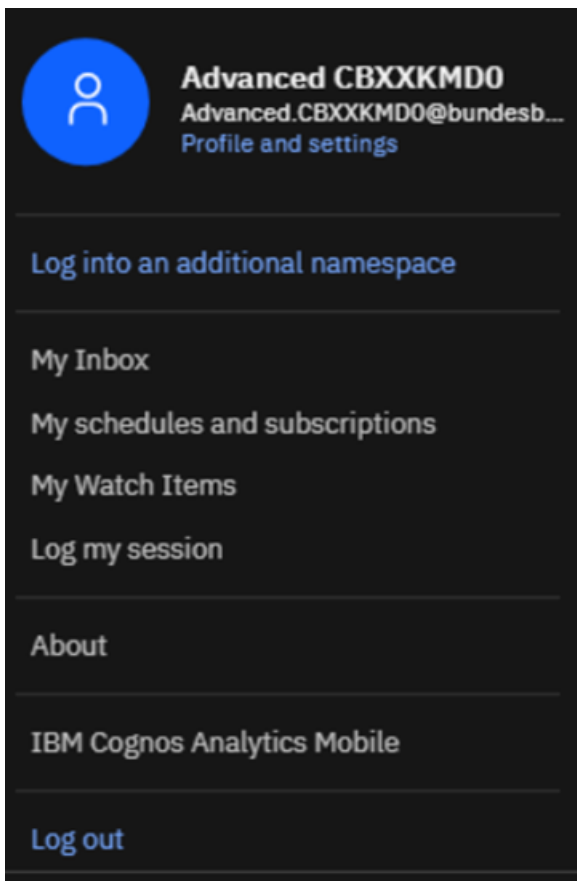 Advanced CBXXKMD0
Advanced.CBXXKMD0@bundesb...
Profile and settings
Log into an additional namespace
My Inbox
My schedules and subscriptions
My Watch Items
Log my session
About
IBM Cognos Analytics Mobile
Log out